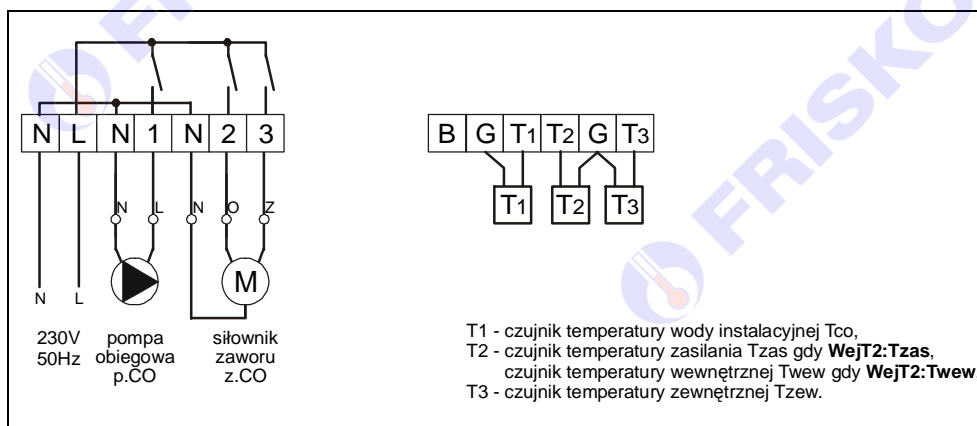 FRISKO
N L N 1 N 2 3
B G T1 T2 G T3
T1 T2 T3
N L N O Z
M
N L
230V
50Hz
pompa
obiegowa
p.CO
siłownik
zaworu
z.CO
T1 - czujnik temperatury wody instalacyjnej Tco,
T2 - czujnik temperatury zasilania Tzas gdy WejT2:Tzas,
czujnik temperatury wewnętrznej Twew gdy WejT2:Twew,
T3 - czujnik temperatury zewnętrznej Tzew.